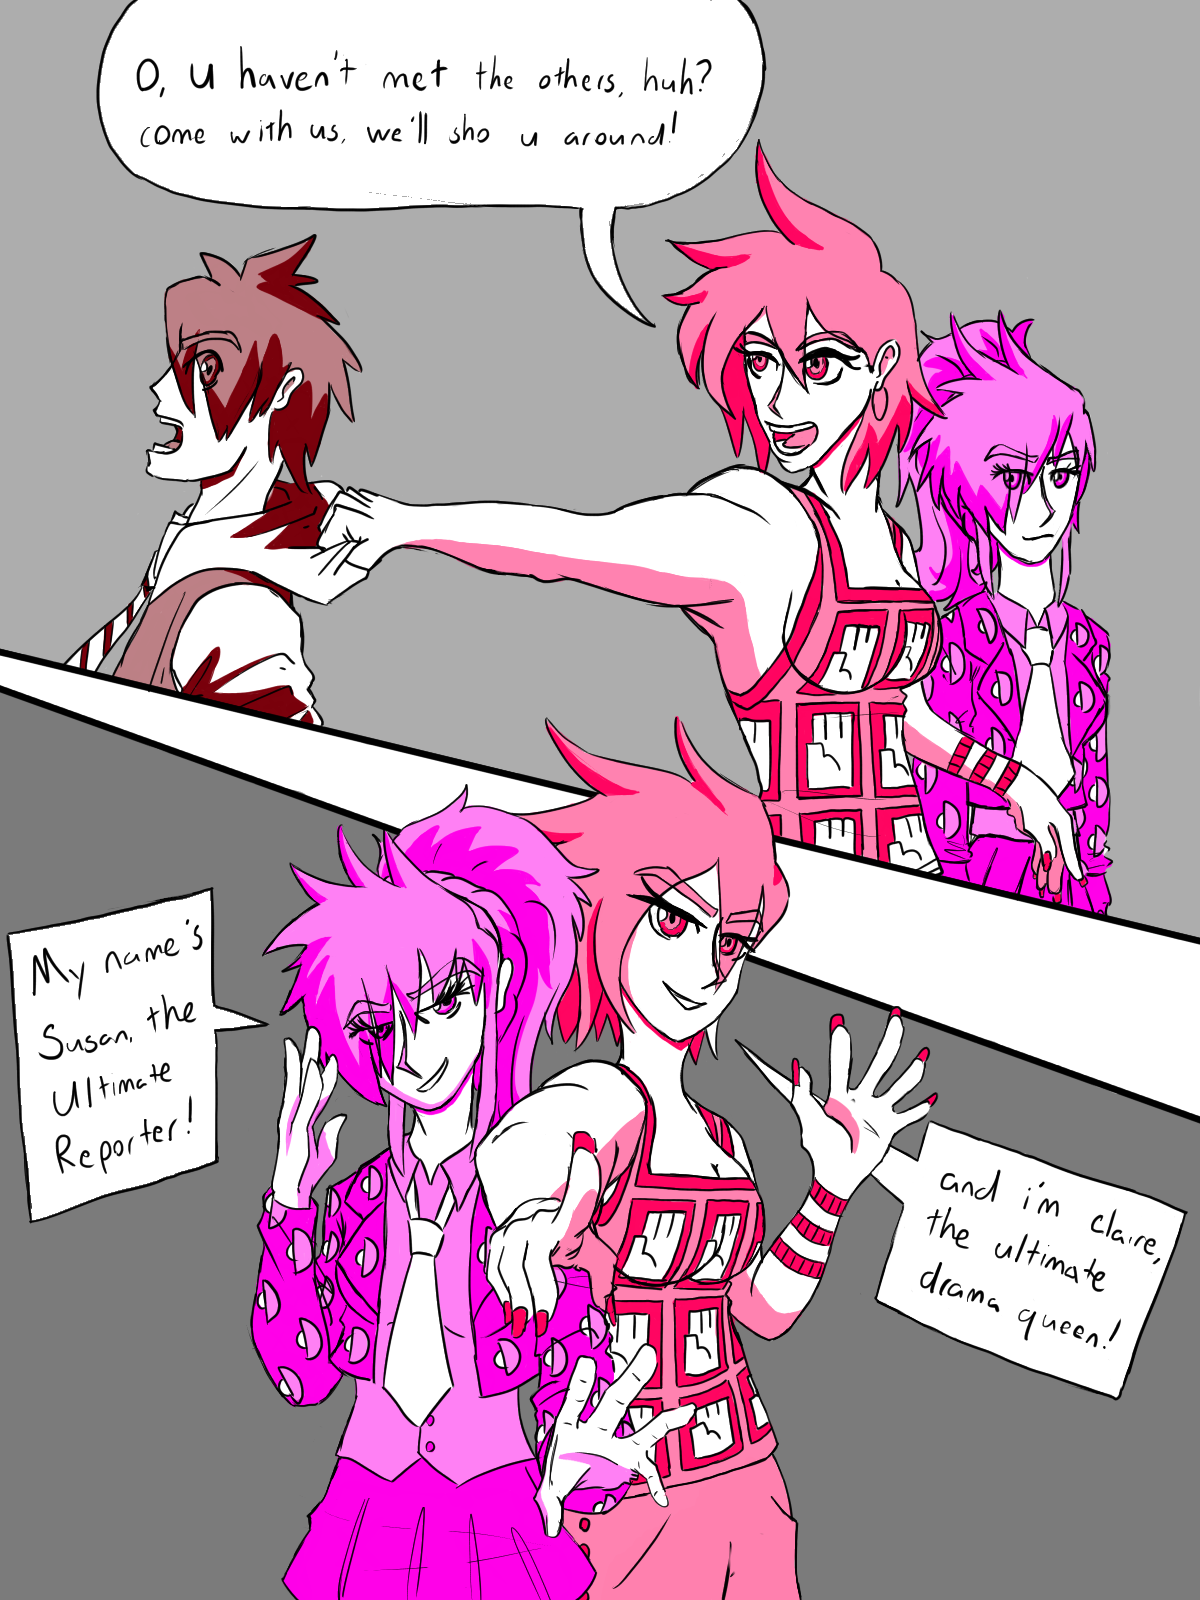 O, u haven't met the others, huh?
come with us, we'll sho u around!
My name's
Susan, the
Ultimate
Reporter!
and i'm claire,
the ultimate
drama queen!